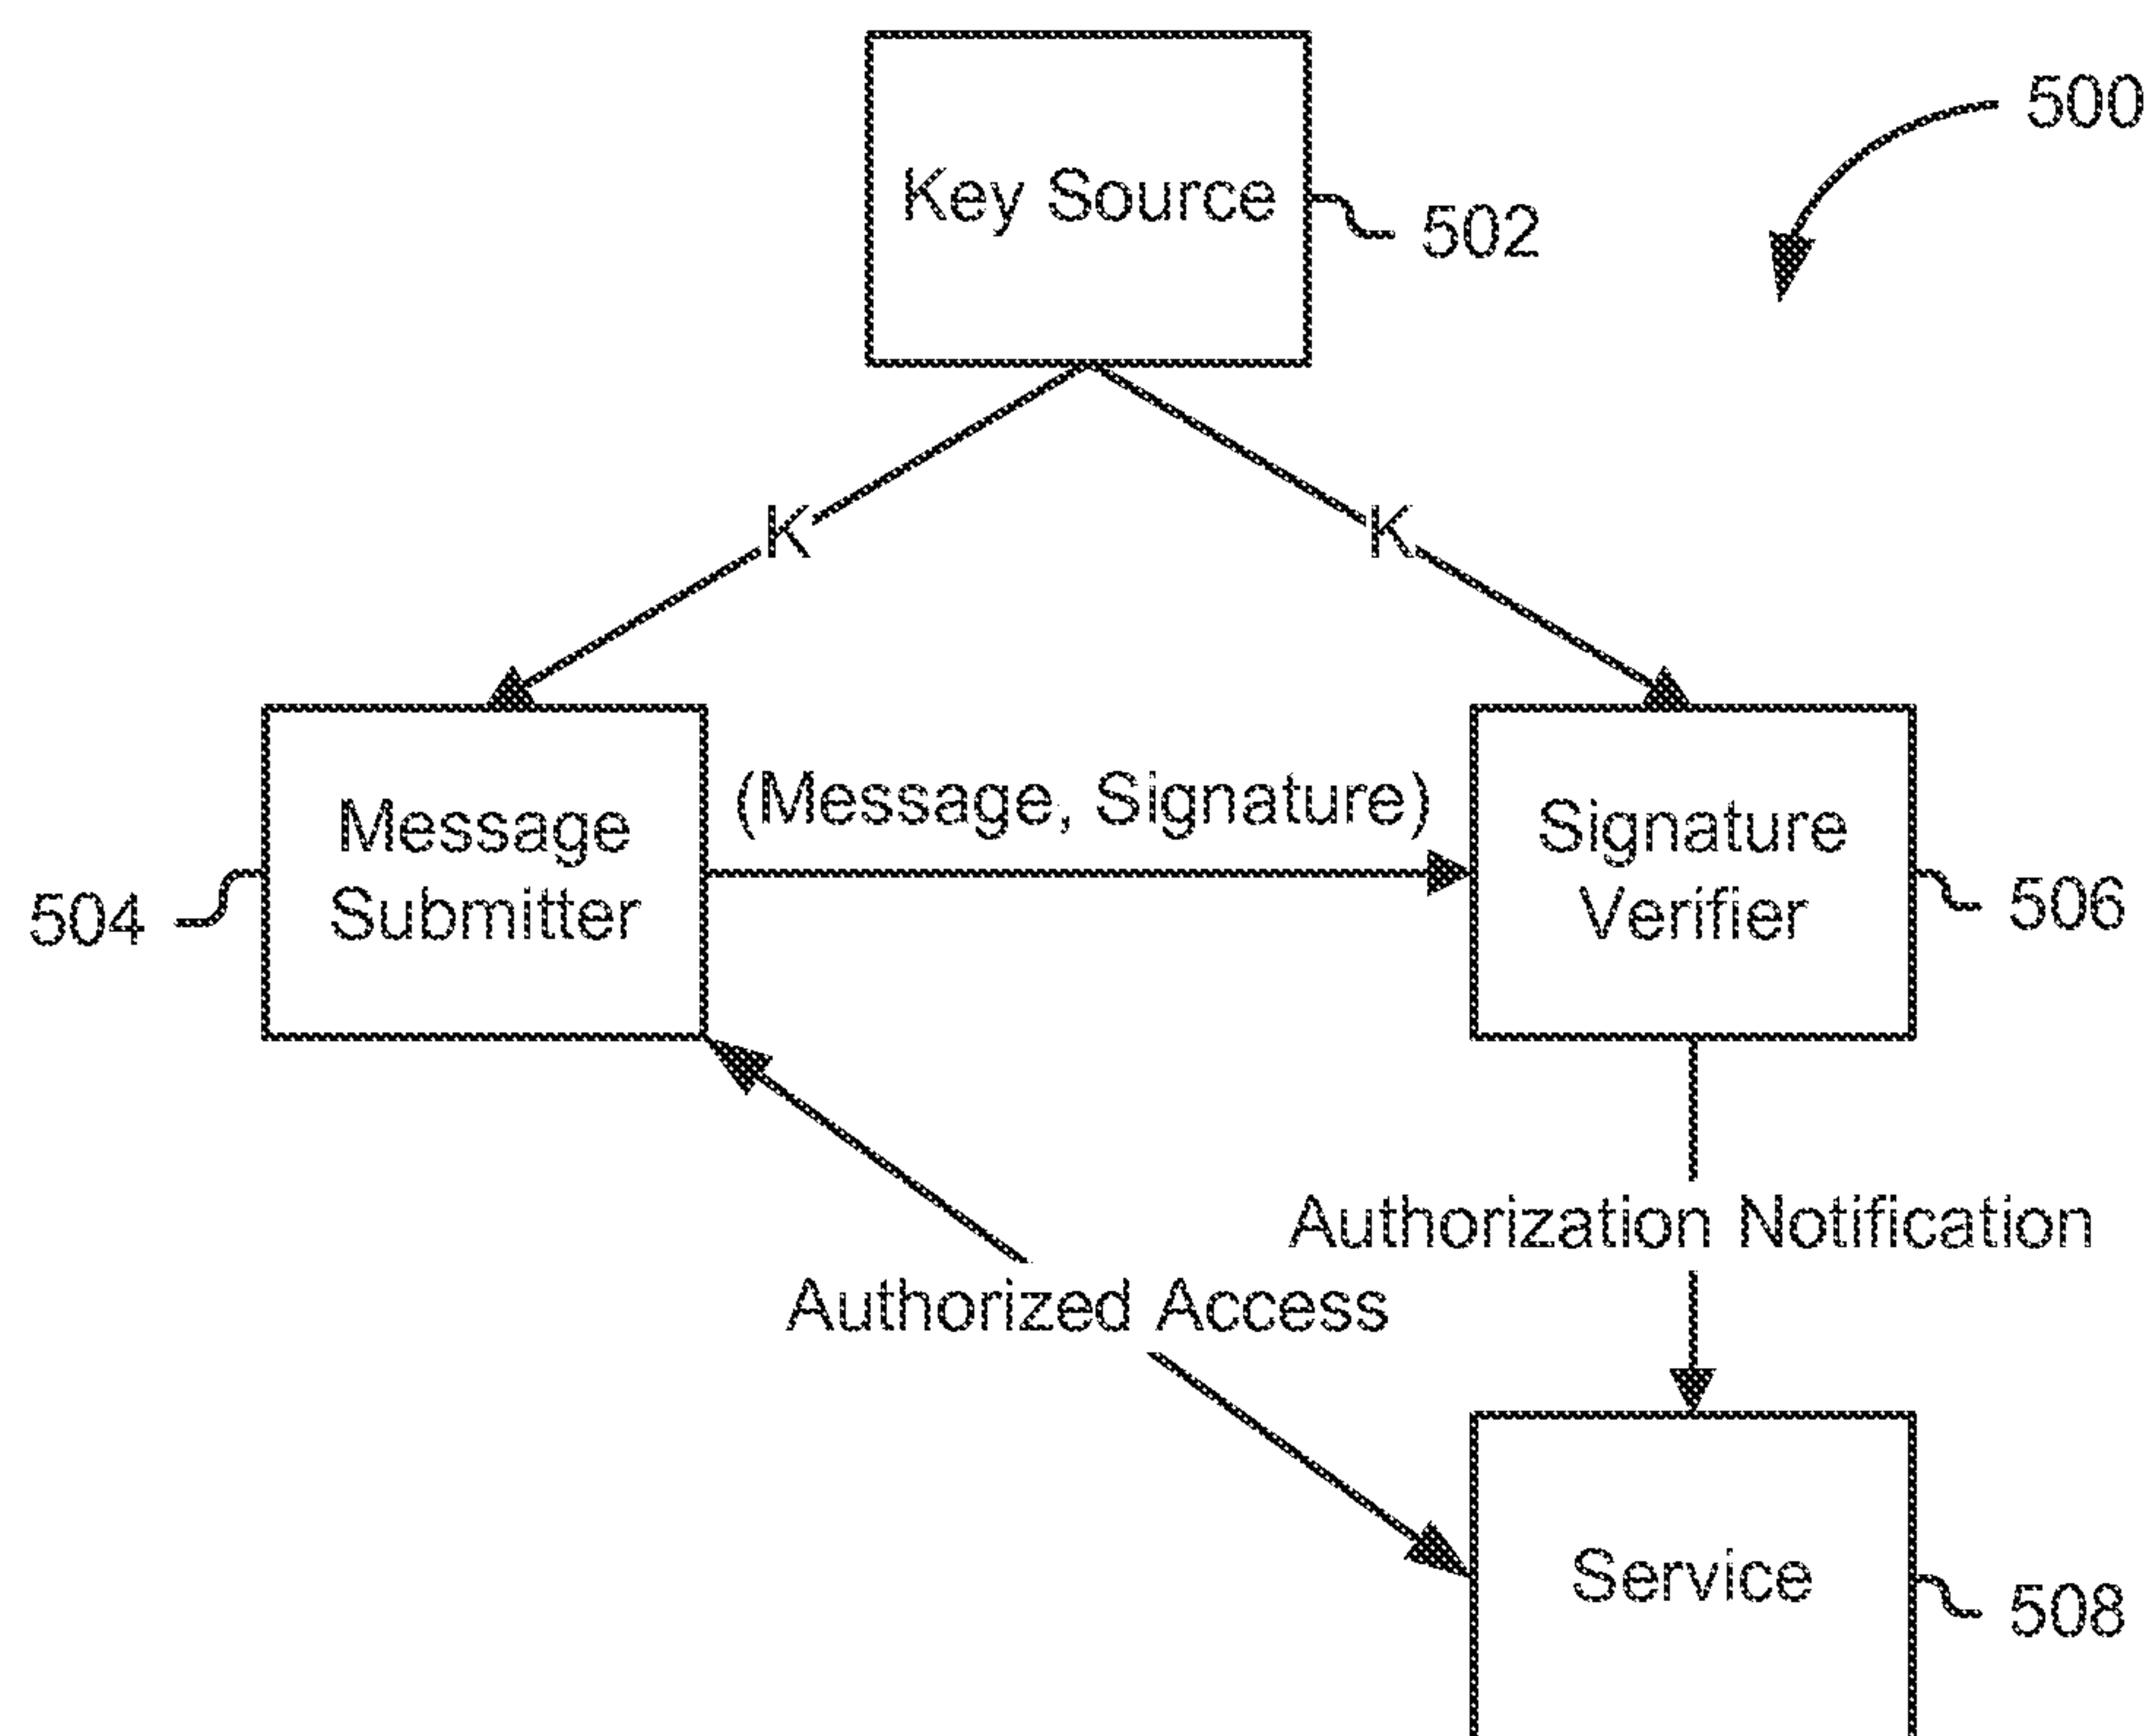 500
Key Source
502
K
K
(Message, Signature)
Message
Submitter
Signature
Verifier
504
506
Authorization Notification
Authorized Access
Service
508